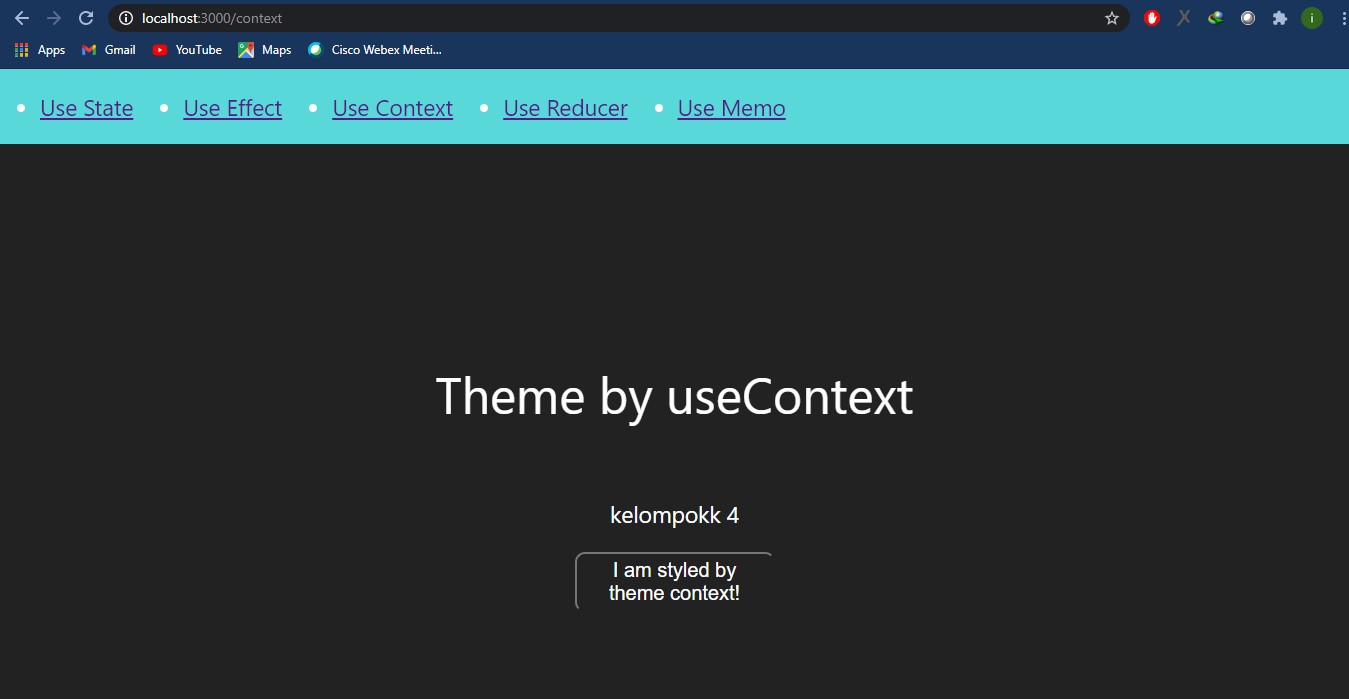 localhost:3000/context
i
Apps Gmail YouTube Maps Cisco Webex Meeti...
Use State Use Effect Use Context Use Reducer Use Memo
Theme by useContext
kelompokk 4
I am styled by
theme context!